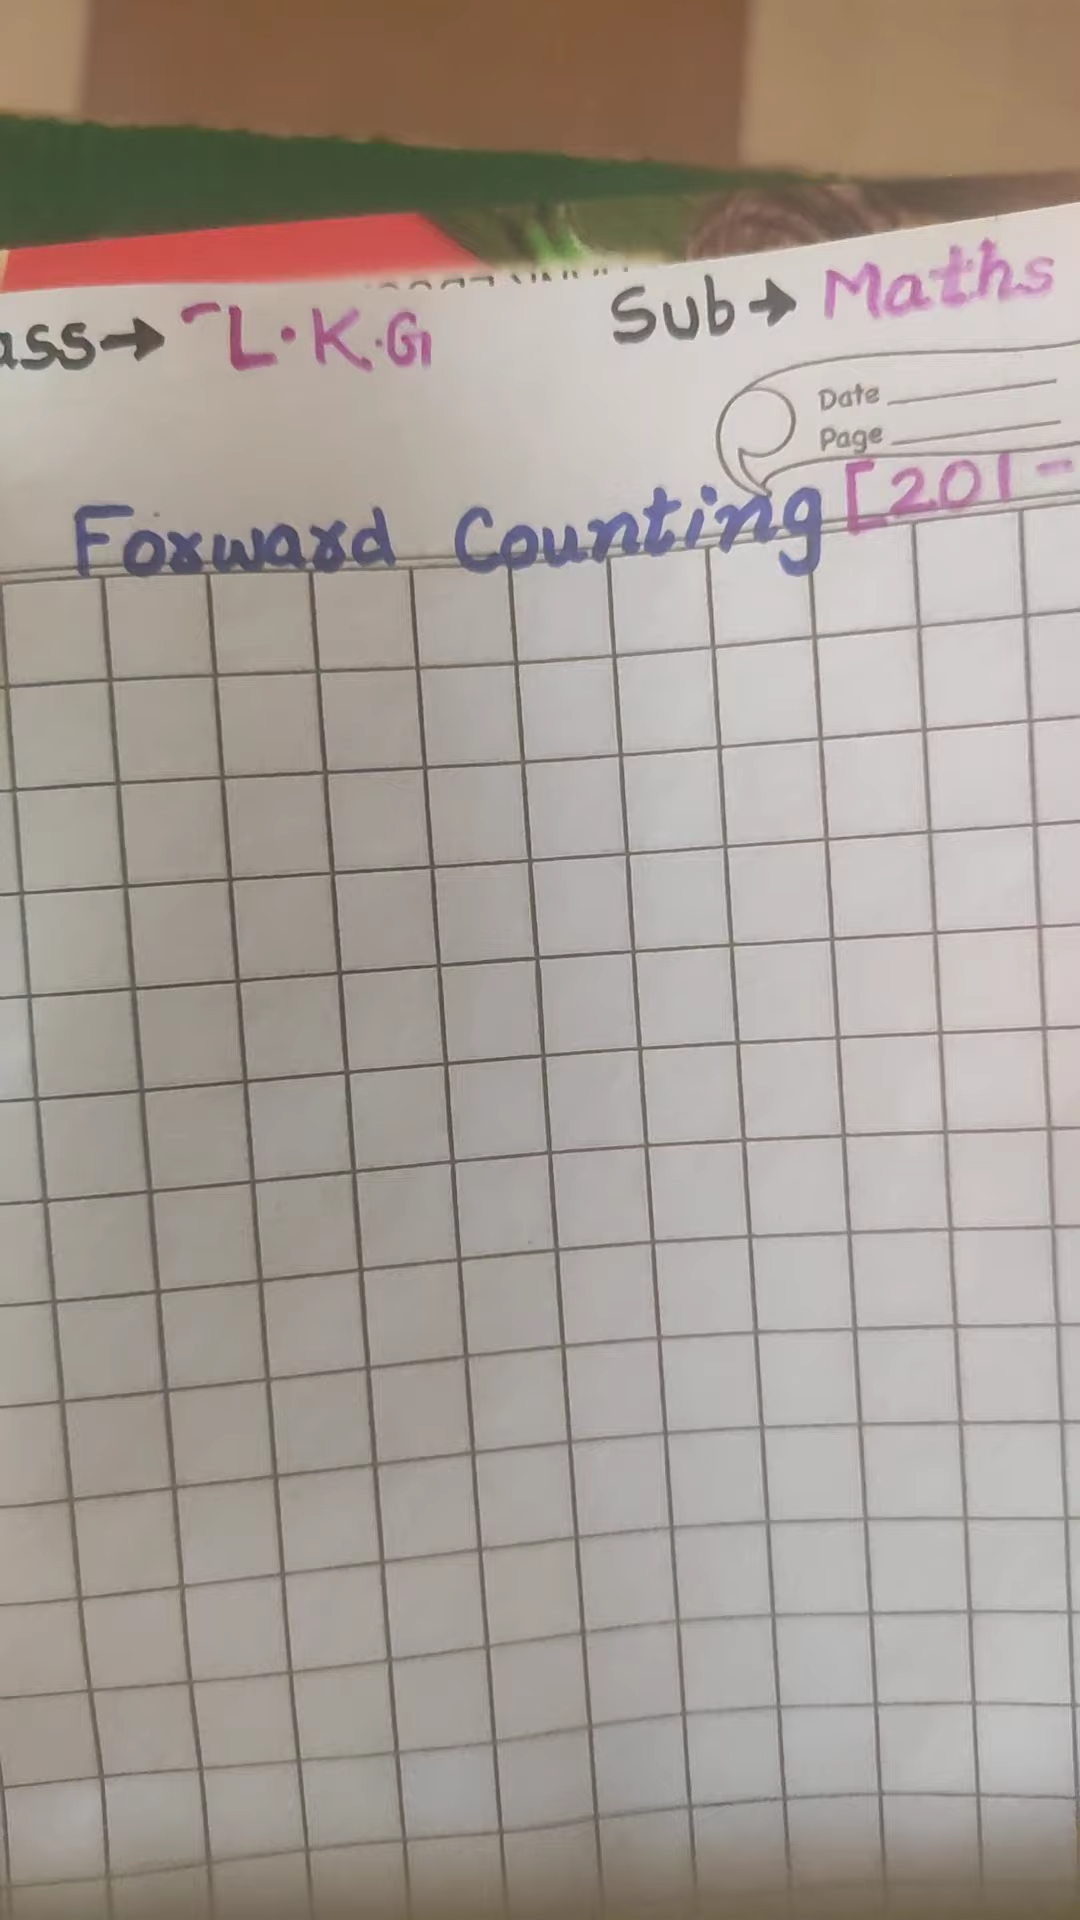 ass→ L.K.G Sub→ Maths
Date
Page
Forward Counting [201-